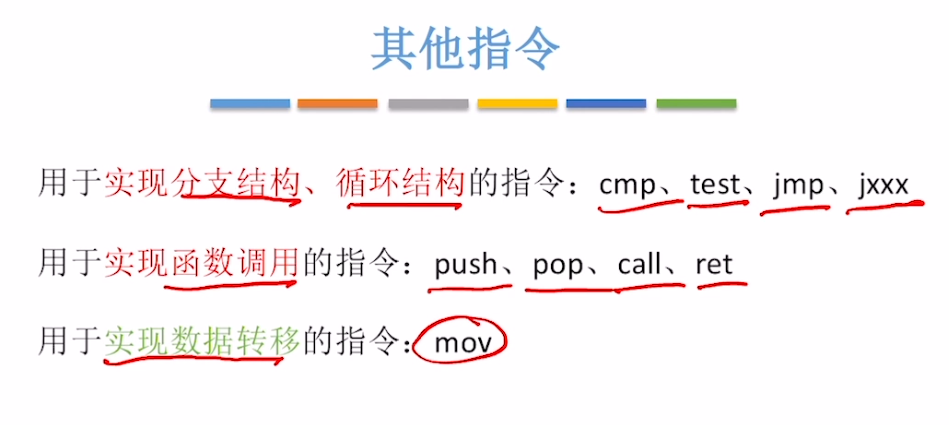 其他指令
用于实现分支结构、循环结构的指令：cmp、test、jmp、jxxx
用于实现函数调用的指令：push、pop、call、ret
用于实现数据转移的指令：mov